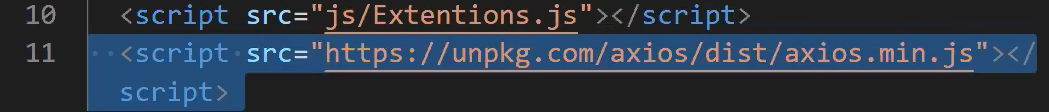 10 <script src="js/Extentions.js"></script>
11 <script src="https://unpkg.com/axios/dist/axios.min.js"></
script>